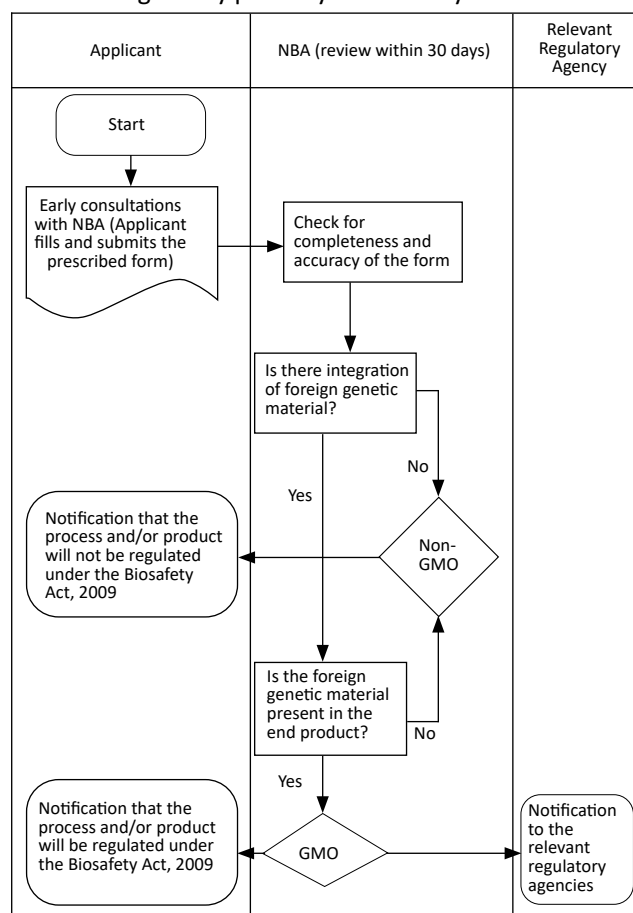 Applicant
NBA (review within 30 days)
Relevant
Regulatory
Agency
Start
Early consultations
with NBA (Applicant
fills and submits the
prescribed form)
Check for
completeness and
accuracy of the form
Is there integration
of foreign genetic
material?
No
Yes
Notification that the
process and/or product
will not be regulated
under the Biosafety
Act, 2009
Non-
GMO
Is the foreign
genetic material
present in the
end product?
No
Yes
Notification that the
process and/or product
will be regulated under
the Biosafety Act, 2009
GMO
Notification
to the
relevant
regulatory
agencies